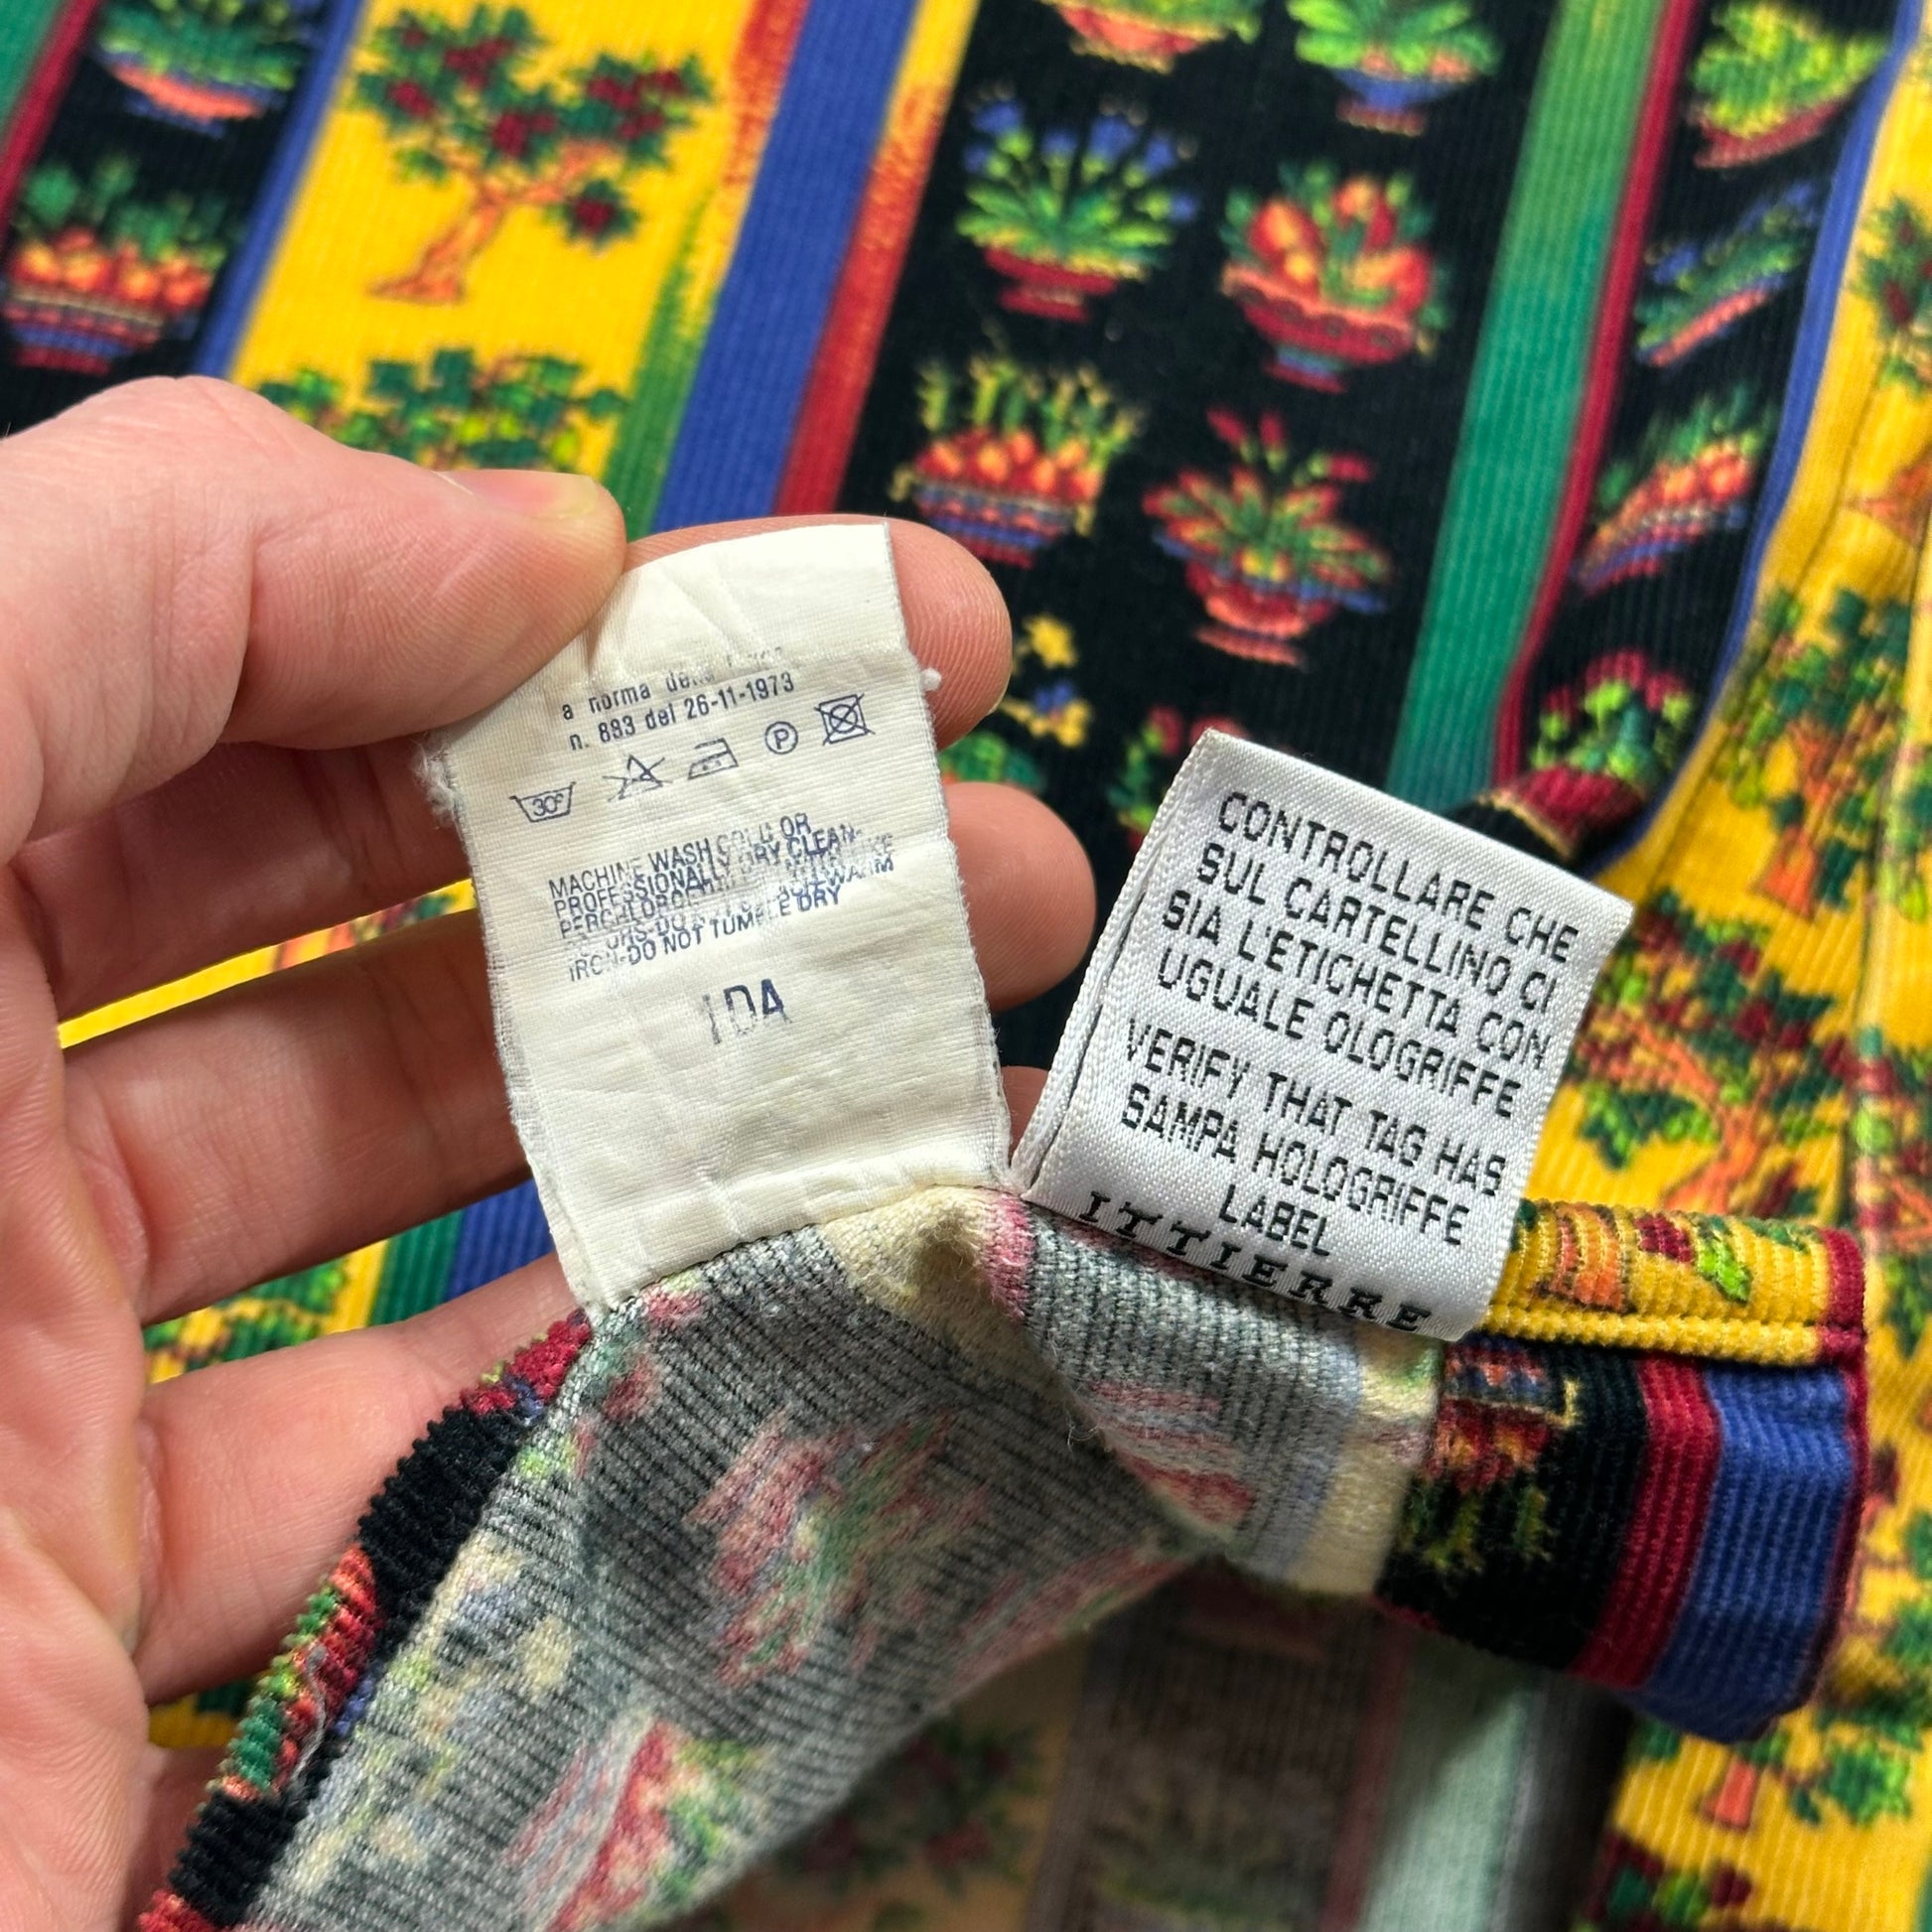 a norma della
n. 883 del 26-11-1973
30°
P
MACHINE WASH COLD OR
PROFESSIONALLY DRY CLEAN-
IRON-DO NOT TUMBLE DRY
IDA
CONTROLLARE CHE
SUL CARTELLINO CI
SIA L'ETICHETTA CON
UGUALE OLOGRIFFE
VERIFY THAT TAG HAS
SAMPA HOLOGRIFFE
LABEL
ITTIERRE